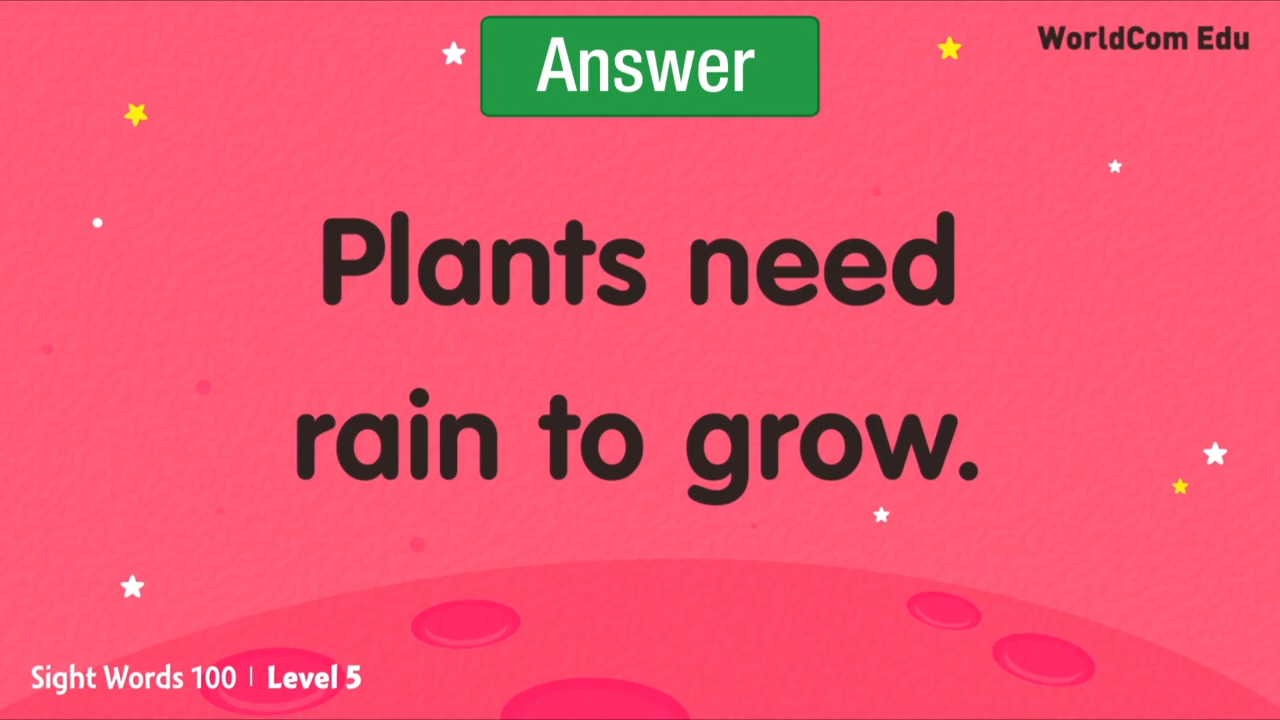 Answer
WorldCom Edu
Plants need
rain to grow.
Sight Words 100 | Level 5